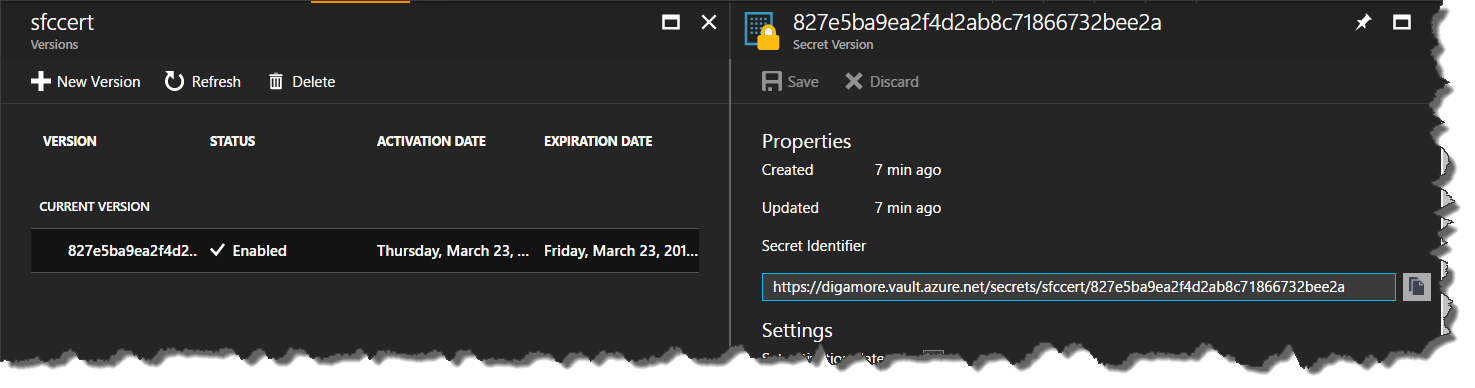 sfccert
Versions
New Version Refresh Delete
VERSION STATUS ACTIVATION DATE EXPIRATION DATE
CURRENT VERSION
827e5ba9ea2f4d2.. Enabled Thursday, March 23, ... Friday, March 23, 201...
827e5ba9ea2f4d2ab8c71866732bee2a
Secret Version
Save Discard
Properties
Created 7 min ago
Updated 7 min ago
Secret Identifier
https://digamore.vault.azure.net/secrets/sfccert/827e5ba9ea2f4d2ab8c71866732bee2a
Settings